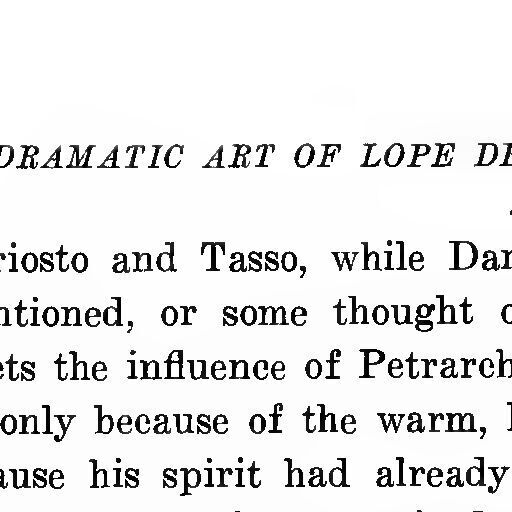 DRAMATIC ART OF LOPE DE
riosto and Tasso, while Dan
ntioned, or some thought o
ets the influence of Petrarch
only because of the warm,
ause his spirit had already